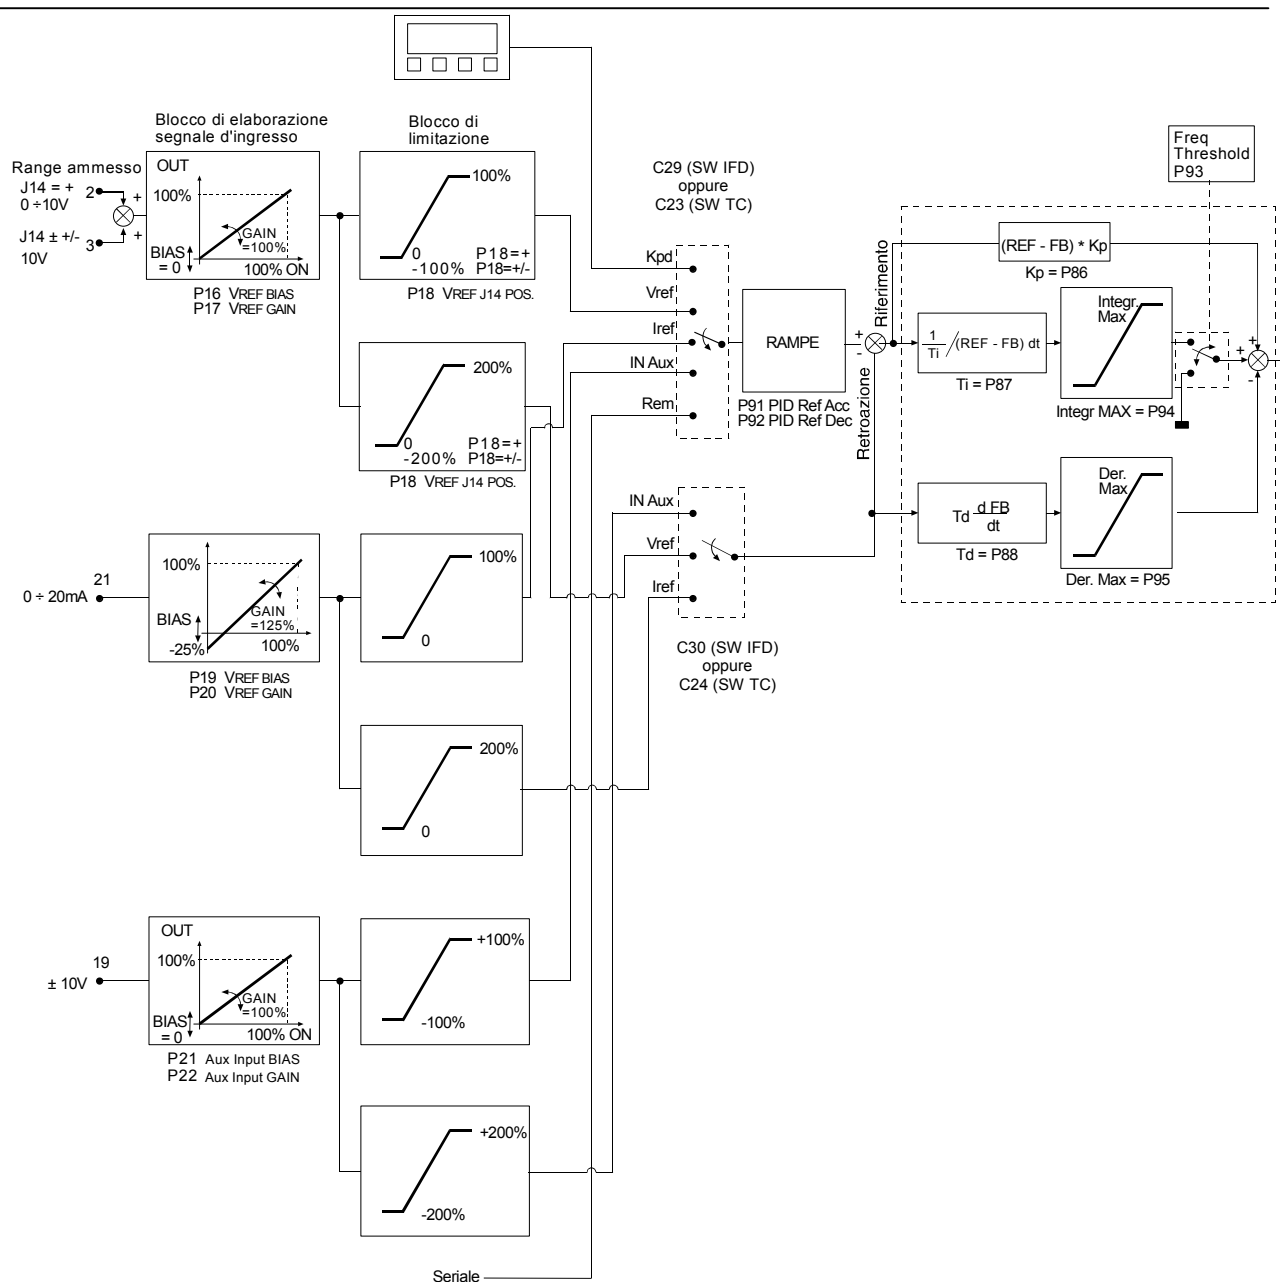 Blocco di elaborazione
segnale d'ingresso
Blocco di
limitazione
Range ammesso
J14 = +
0 ÷10V
2
+
J14 ± +/-
10V
3
+
OUT
100%
GAIN
=100%
BIAS
= 0
100% ON
P16 VREF BIAS
P17 VREF GAIN
100%
0
-100%
P18=+
P18=+/-
P18 VREF J14 POS.
200%
0
-200%
P18=+
P18=+/-
P18 VREF J14 POS.
C29 (SW IFD)
oppure
C23 (SW TC)
Kpd
Vref
Iref
IN Aux
Rem
RAMPE
P91 PID Ref Acc
P92 PID Ref Dec
+
-
Riferimento
Retroazione
Freq
Threshold
P93
(REF - FB) * Kp
Kp = P86
1
Ti
/(REF - FB) dt
Ti = P87
Integr.
Max
Integr MAX = P94
+
+
-
Td d FB
dt
Td = P88
Der.
Max
Der. Max = P95
IN Aux
Vref
Iref
C30 (SW IFD)
oppure
C24 (SW TC)
0 ÷ 20mA
21
100%
GAIN
=125%
BIAS
-25%
100%
P19 VREF BIAS
P20 VREF GAIN
100%
0
200%
0
± 10V
19
OUT
100%
GAIN
=100%
BIAS
= 0
100% ON
P21 Aux Input BIAS
P22 Aux Input GAIN
+100%
-100%
+200%
-200%
Seriale